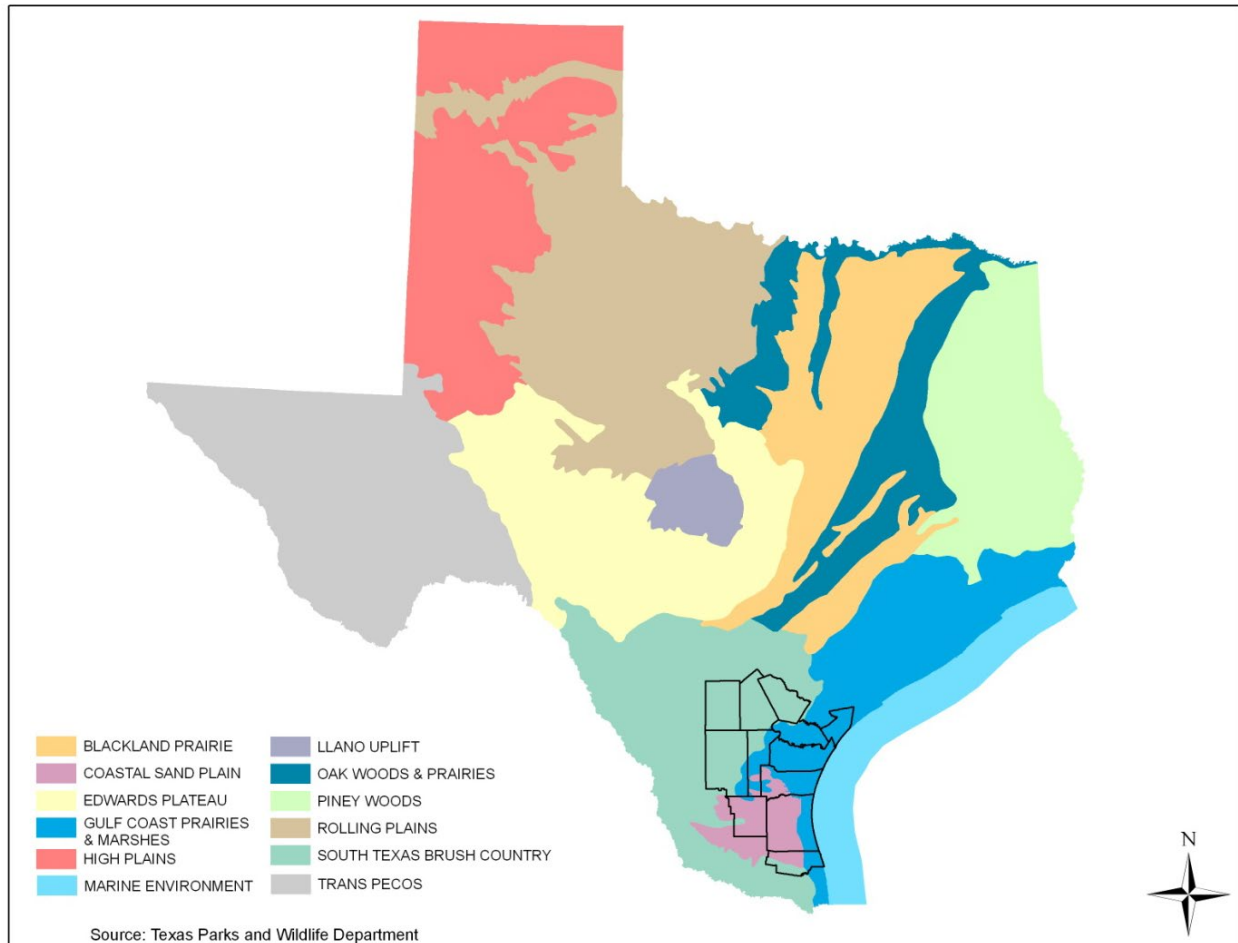 BLACKLAND PRAIRIE
COASTAL SAND PLAIN
EDWARDS PLATEAU
GULF COAST PRAIRIES
& MARSHES
HIGH PLAINS
MARINE ENVIRONMENT
LLANO UPLIFT
OAK WOODS & PRAIRIES
PINEY WOODS
ROLLING PLAINS
SOUTH TEXAS BRUSH COUNTRY
TRANS PECOS
N
Source: Texas Parks and Wildlife Department